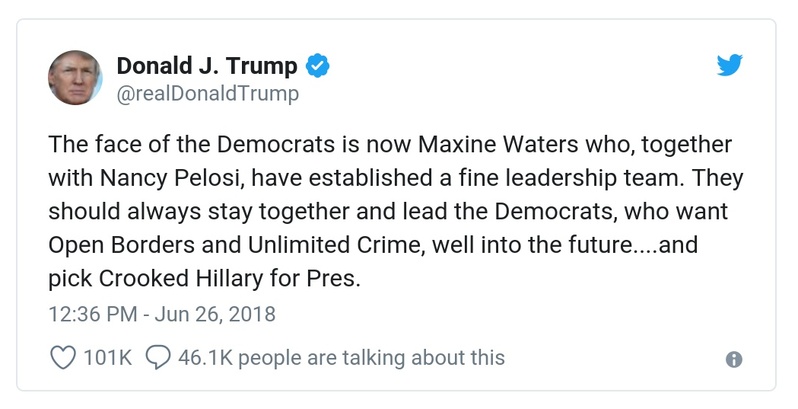 Donald J. Trump
@realDonaldTrump
The face of the Democrats is now Maxine Waters who, together
with Nancy Pelosi, have established a fine leadership team. They
should always stay together and lead the Democrats, who want
Open Borders and Unlimited Crime, well into the future....and
pick Crooked Hillary for Pres.
12:36 PM - Jun 26, 2018
101K 46.1K people are talking about this